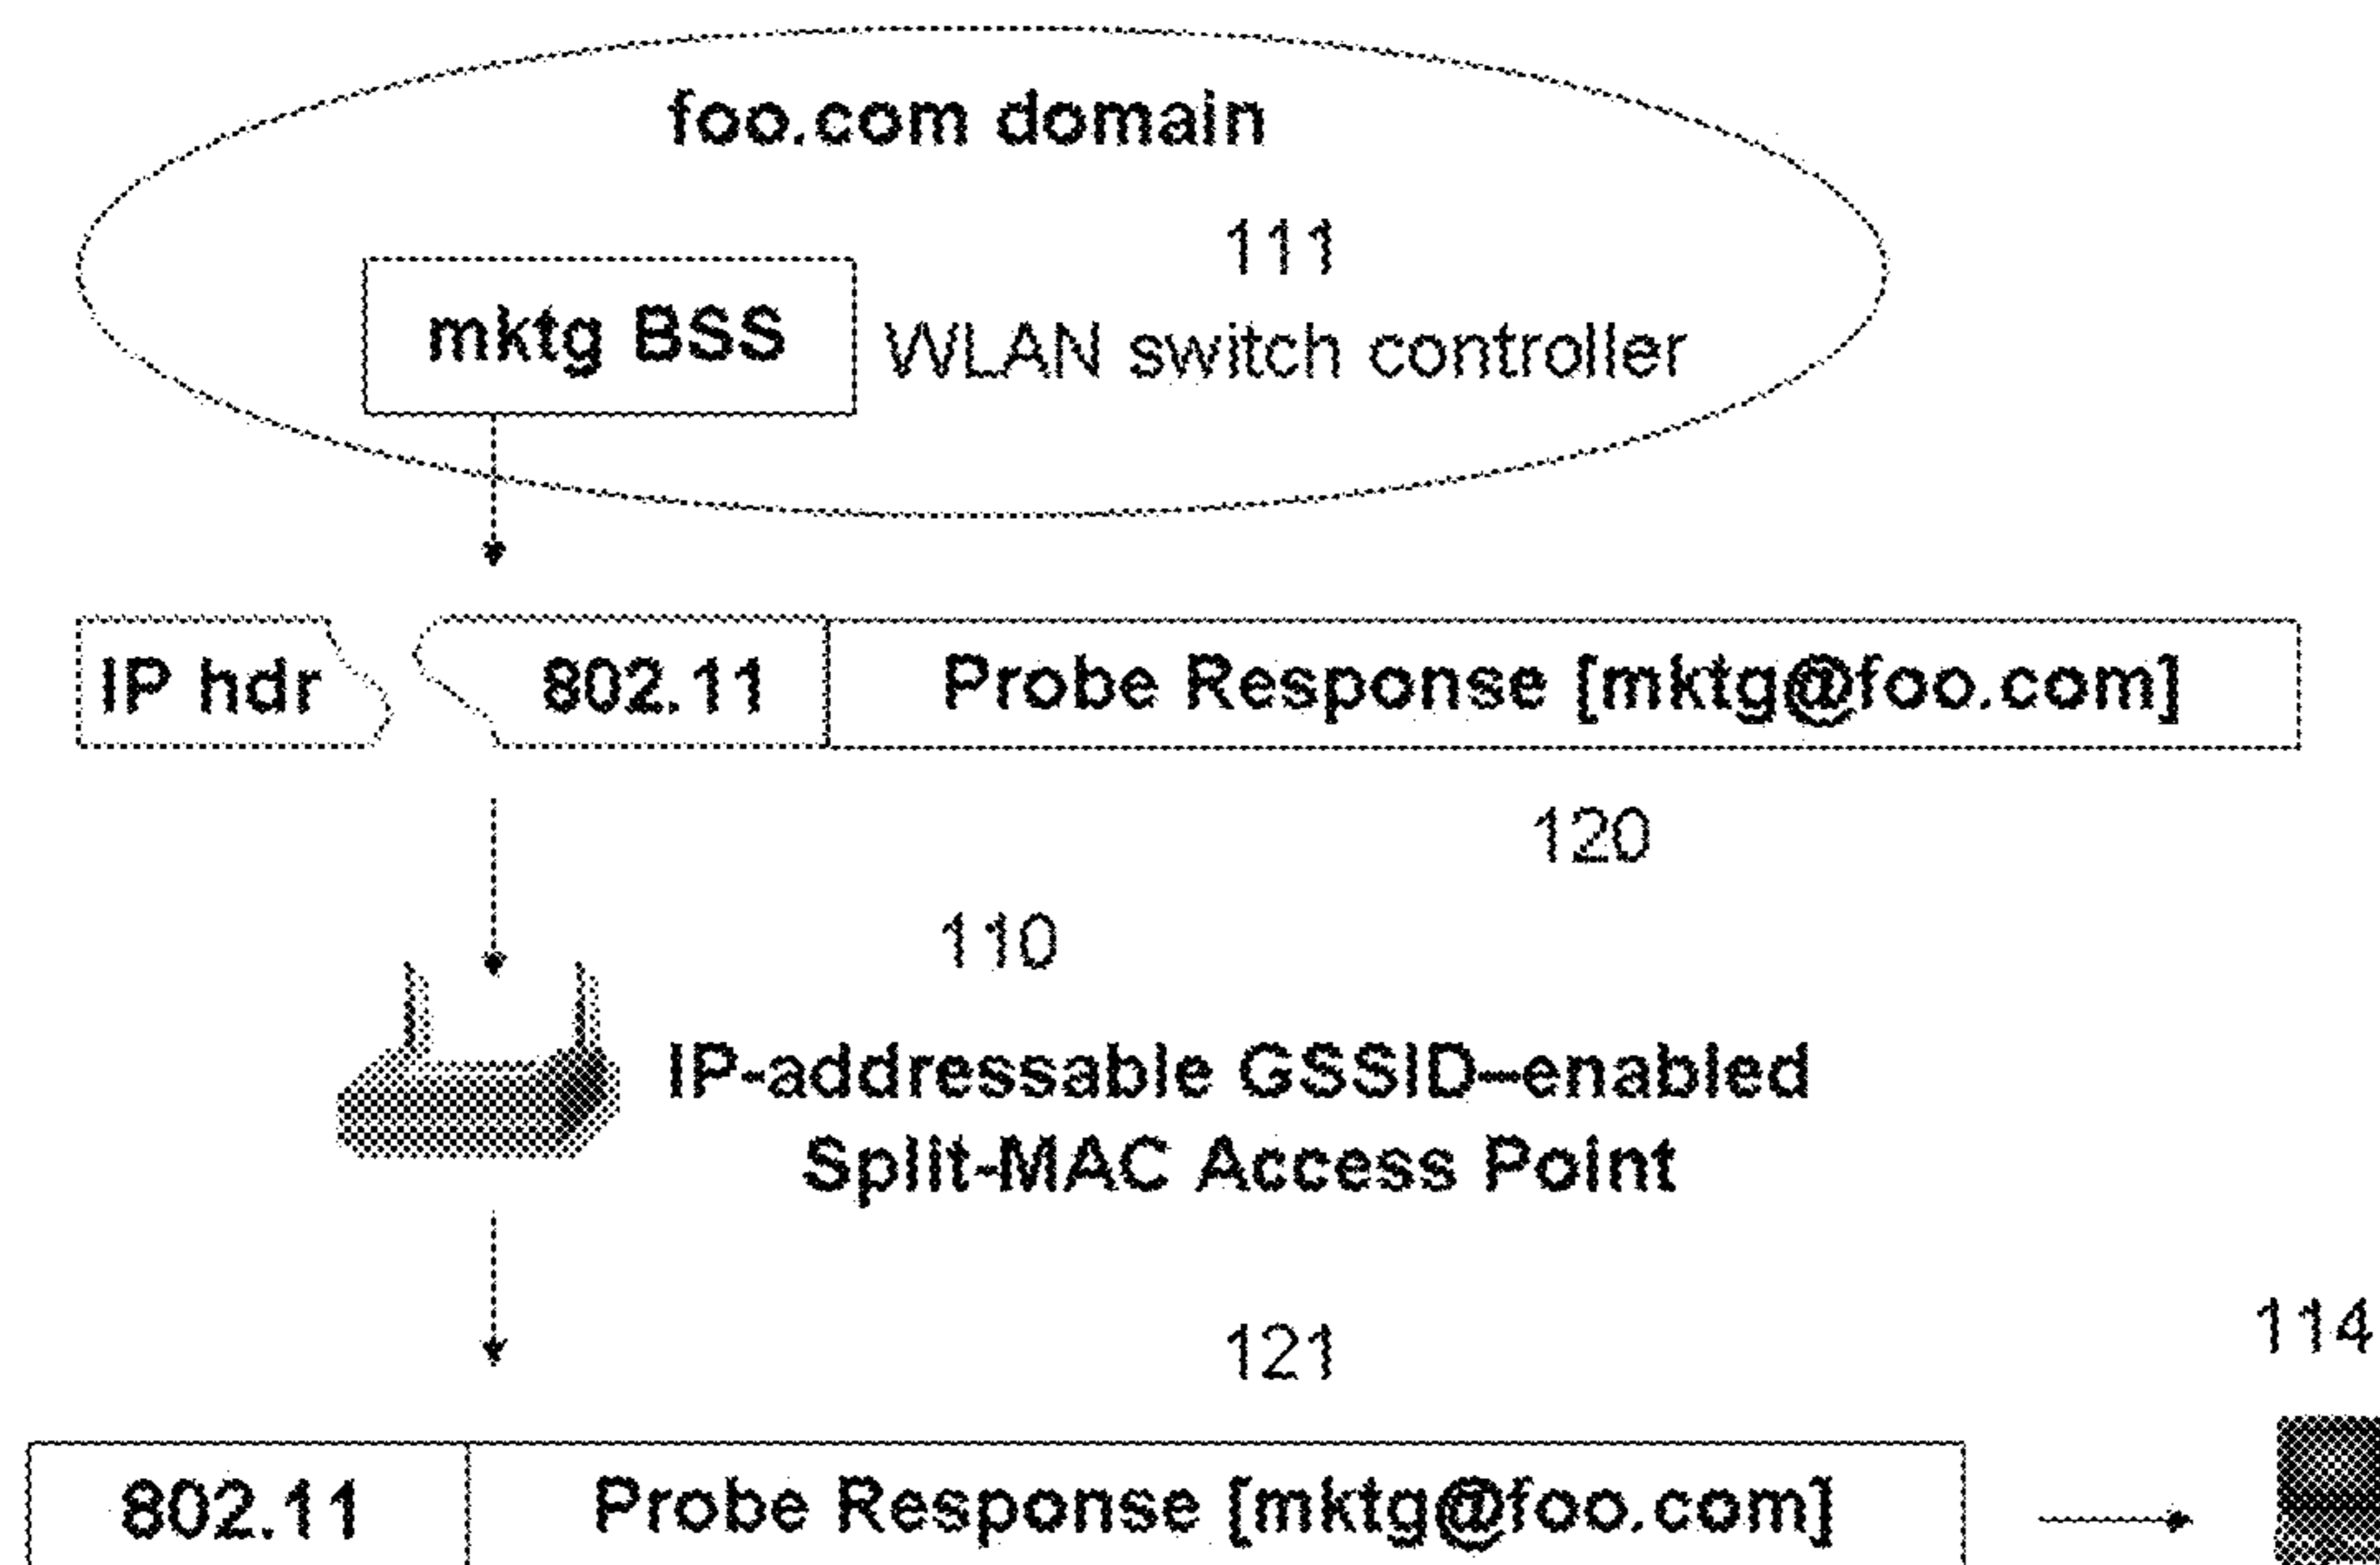 foo.com domain
111
mktg BSS
WLAN switch controller
IP hdr 802.11 Probe Response [mktg@foo.com]
120
110
IP-addressable GSSID-enabled
Split-MAC Access Point
121
114
802.11 Probe Response [mktg@foo.com]